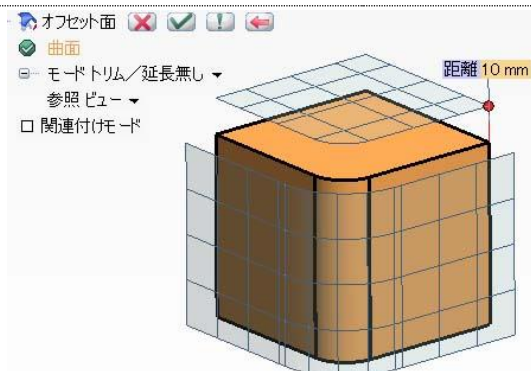 オフセット面
曲面
モード トリム／延長無し
参照 ビュー
関連付けモード
距離 10 mm